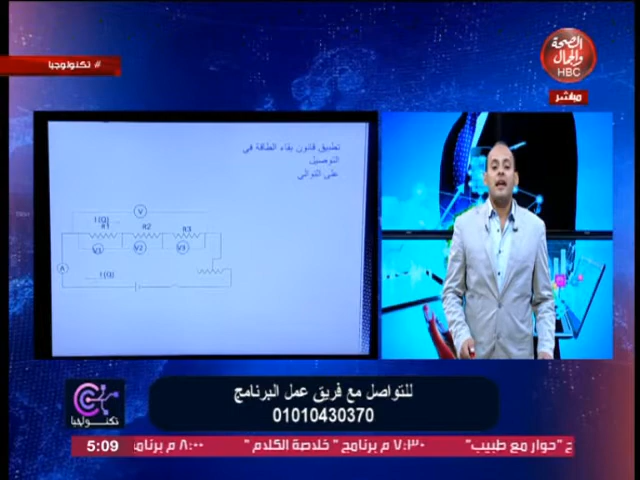 الصحة
والجمال
HBC
مباشر
#تكنولوجيا
تطبيق قانون بقاء الطاقة في
التوصيل
على التوالي
V
I(Q)
R1 R2 R3
V1 V2 V3
A
I(Q)
للتواصل مع فريق عمل البرنامج
01010430370
تكنولوجيا
5:09
ج "حوار مع طبيب" ٧:٣٠ م برنامج " خلاصة الكلام " ٨:٠٠ م برنام